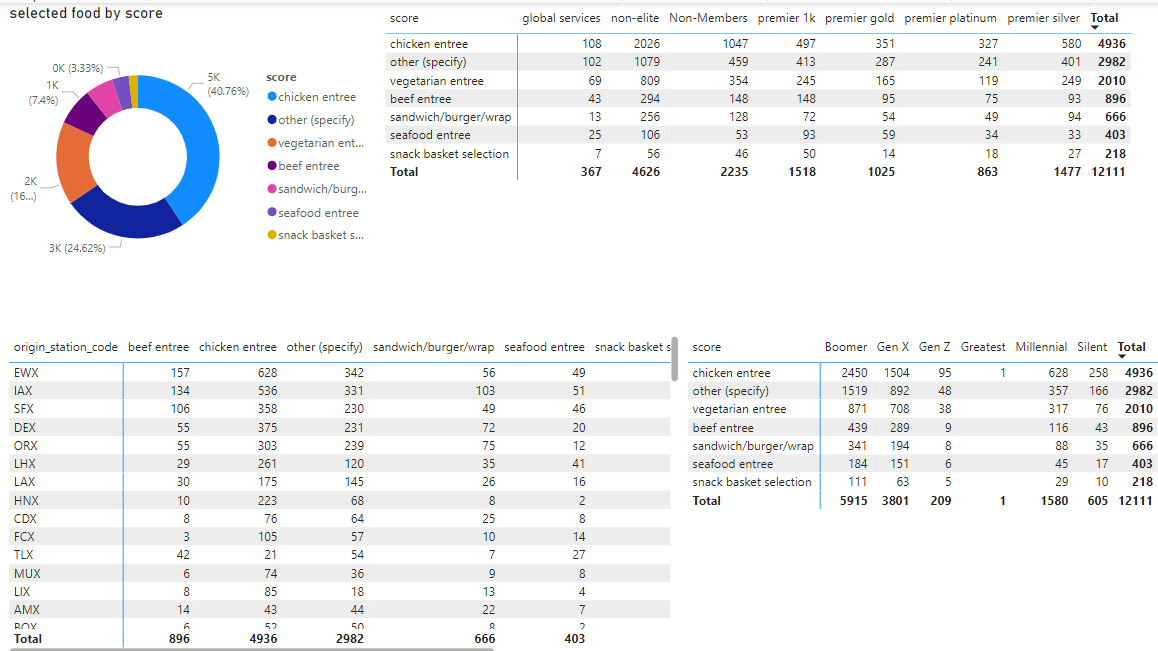 selected food by score
0K (3.33%)
1K
(7.4%)
5K
(40.76%)
2K
(16...)
3K (24.62%)
score
chicken entree
other (specify)
vegetarian ent...
beef entree
sandwich/burg...
seafood entree
snack basket s...
score global services non-elite Non-Members premier 1k premier gold premier platinum premier silver Total
chicken entree 108 2026 1047 497 351 327 580 4936
other (specify) 102 1079 459 413 287 241 401 2982
vegetarian entree 69 809 354 245 165 119 249 2010
beef entree 43 294 148 148 95 75 93 896
sandwich/burger/wrap 13 256 128 72 54 49 94 666
seafood entree 25 106 53 93 59 34 33 403
snack basket selection 7 56 46 50 14 18 27 218
Total 367 4626 2235 1518 1025 863 1477 12111
origin_station_code beef entree chicken entree other (specify) sandwich/burger/wrap seafood entree snack basket s
EWX 157 628 342 56 49
IAX 134 536 331 103 51
SFX 106 358 230 49 46
DEX 55 375 231 72 20
ORX 55 303 239 75 12
LHX 29 261 120 35 41
LAX 30 175 145 26 16
HNX 10 223 68 8 2
CDX 8 76 64 25 8
FCX 3 105 57 10 14
TLX 42 21 54 7 27
MUX 6 74 36 9 8
LIX 8 85 18 13 4
AMX 14 43 44 22 7
6 52 50 8 2
Total 896 4936 2982 666 403
score Boomer Gen X Gen Z Greatest Millennial Silent Total
chicken entree 2450 1504 95 1 628 258 4936
other (specify) 1519 892 48 357 166 2982
vegetarian entree 871 708 38 317 76 2010
beef entree 439 289 9 116 43 896
sandwich/burger/wrap 341 194 8 88 35 666
seafood entree 184 151 6 45 17 403
snack basket selection 111 63 5 29 10 218
Total 5915 3801 209 1 1580 605 12111